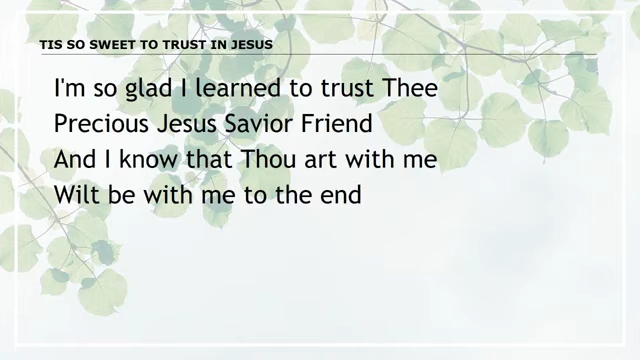 TIS SO SWEET TO TRUST IN JESUS
I'm so glad I learned to trust Thee
Precious Jesus Savior Friend
And I know that Thou art with me
Wilt be with me to the end